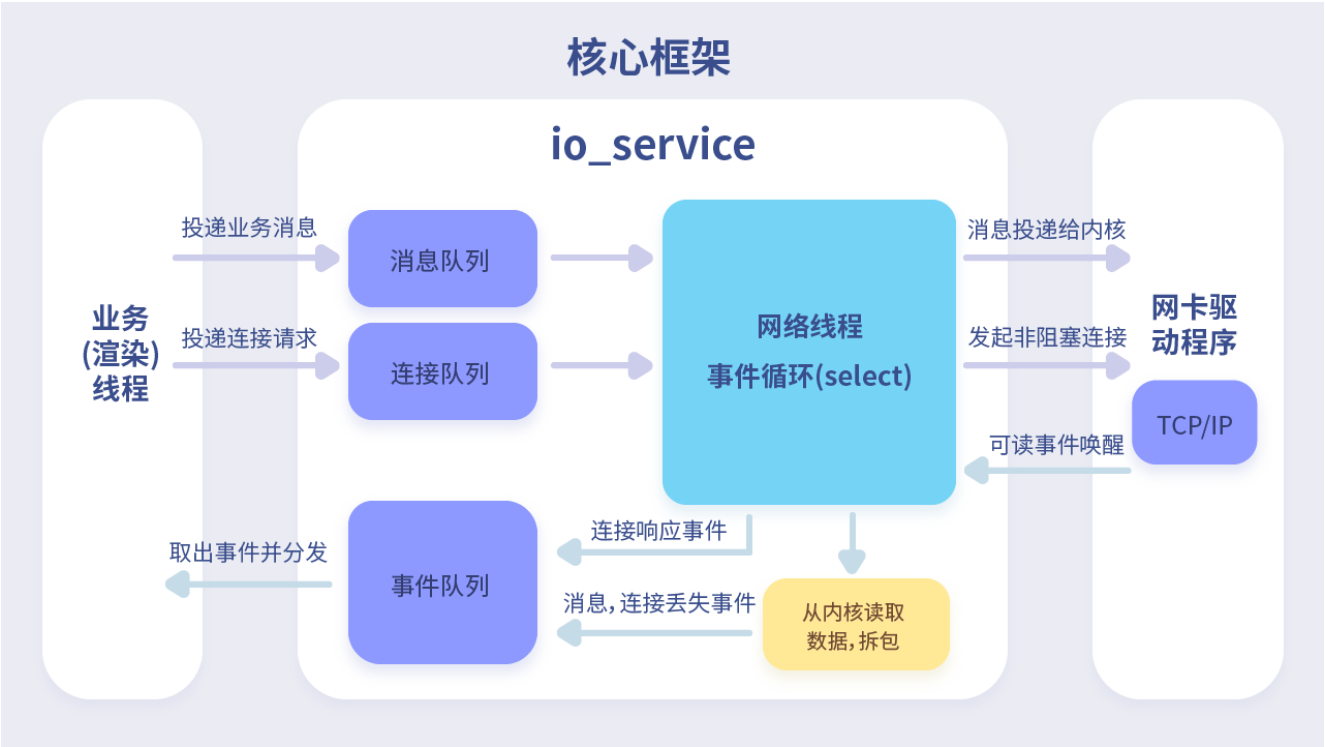 核心框架
io_service
投递业务消息
消息队列
消息投递给内核
业务
(渲染)
线程
投递连接请求
连接队列
网络线程
事件循环(select)
发起非阻塞连接
网卡驱
动程序
TCP/IP
可读事件唤醒
连接响应事件
取出事件并分发
事件队列
消息,连接丢失事件
从内核读取
数据,拆包